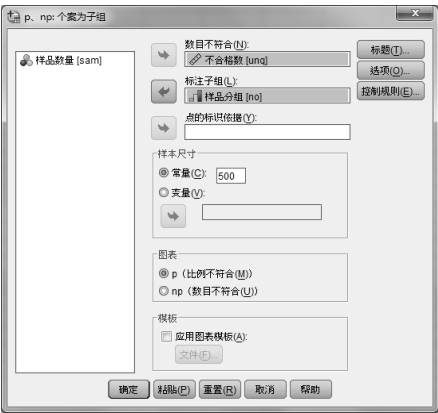 p、np: 个案为子组
样品数量 [sam]
数目不符合(N):
不合格数 [unq]
标注子组(L):
样品分组 [no]
点的标识依据(Y):
样本尺寸
常量(C): 500
变量(V):
图表
p（比例不符合(M)）
np（数目不符合(U)）
模板
应用图表模板(A):
文件(F)...
标题(T)...
选项(O)...
控制规则(E)...
确定 粘贴(P) 重置(R) 取消 帮助